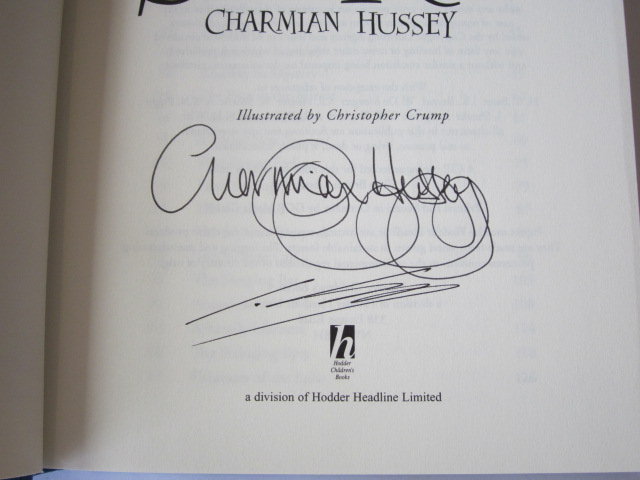 CHARMIAN HUSSEY
Illustrated by Christopher Crump
Charmian Hussey
h
Hodder
Children's
Books
a division of Hodder Headline Limited